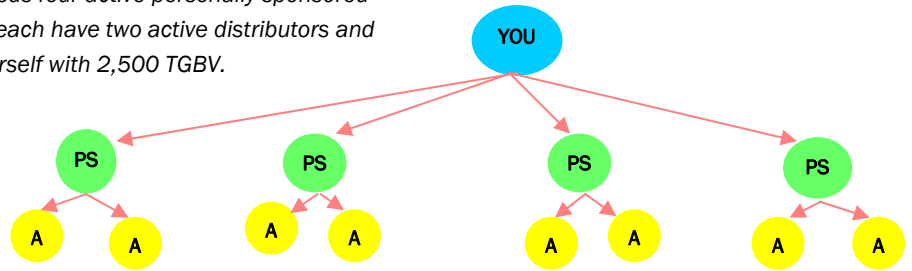 four active personally sponsored
each have two active distributors and
rself with 2,500 TGBV.
YOU
PS PS PS PS
A A A A A A A A